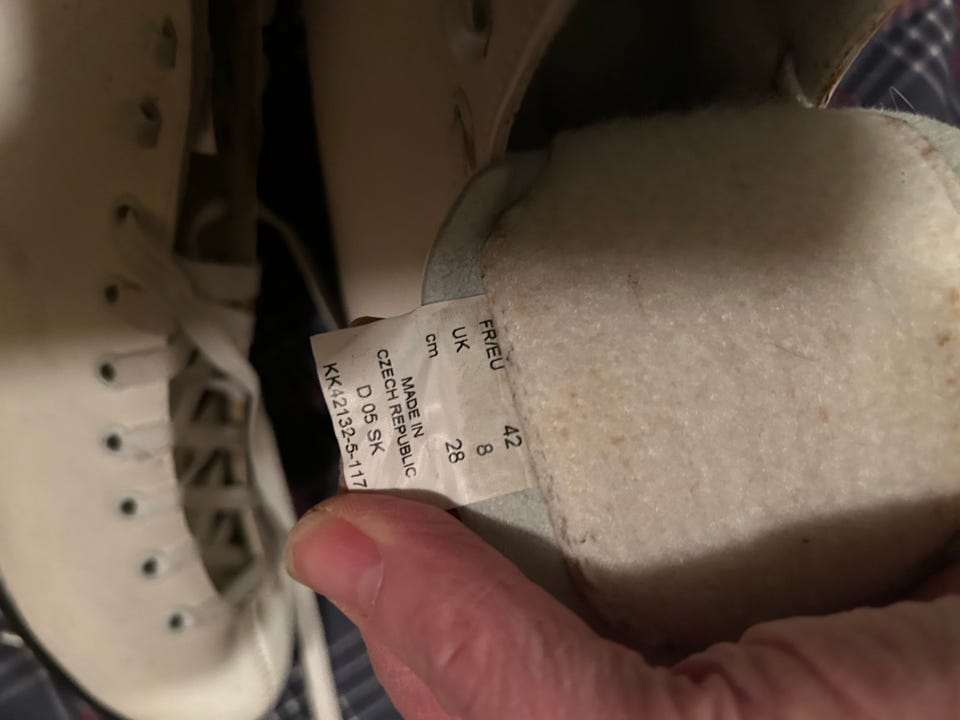 FR/EU 42
UK 8
cm 28
MADE IN
CZECH REPUBLIC
D 05 SK
KK42132-5-117